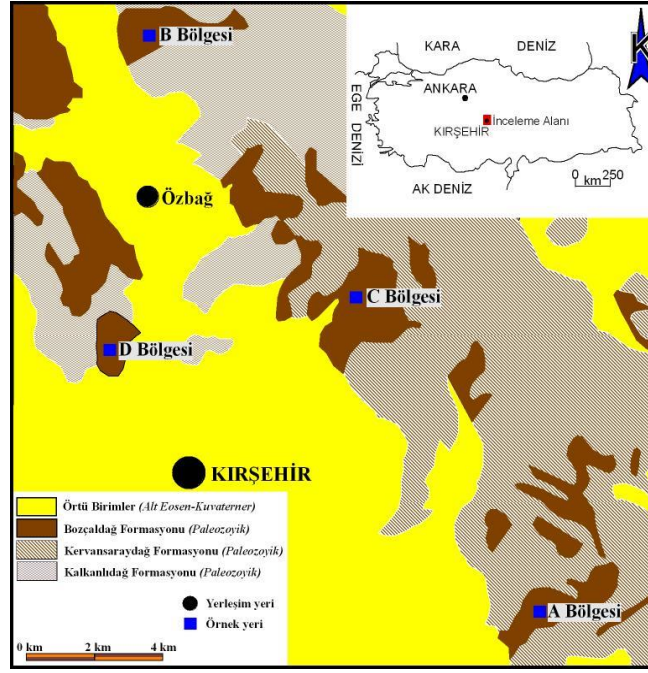 B Bölgesi
KARA DENİZ
K
ANKARA
EGE DENİZİ
İnceleme Alanı
KIRŞEHİR
AK DENİZ
0 km 250
Özbağ
C Bölgesi
D Bölgesi
KIRŞEHİR
Örtü Birimler (Alt Eosen-Kuvaterner)
Bozçaldağ Formasyonu (Paleozoyik)
Kervansaraydağ Formasyonu (Paleozoyik)
Kalkanlıdağ Formasyonu (Paleozoyik)
Yerleşim yeri
Örnek yeri
A Bölgesi
0 km 2 km 4 km